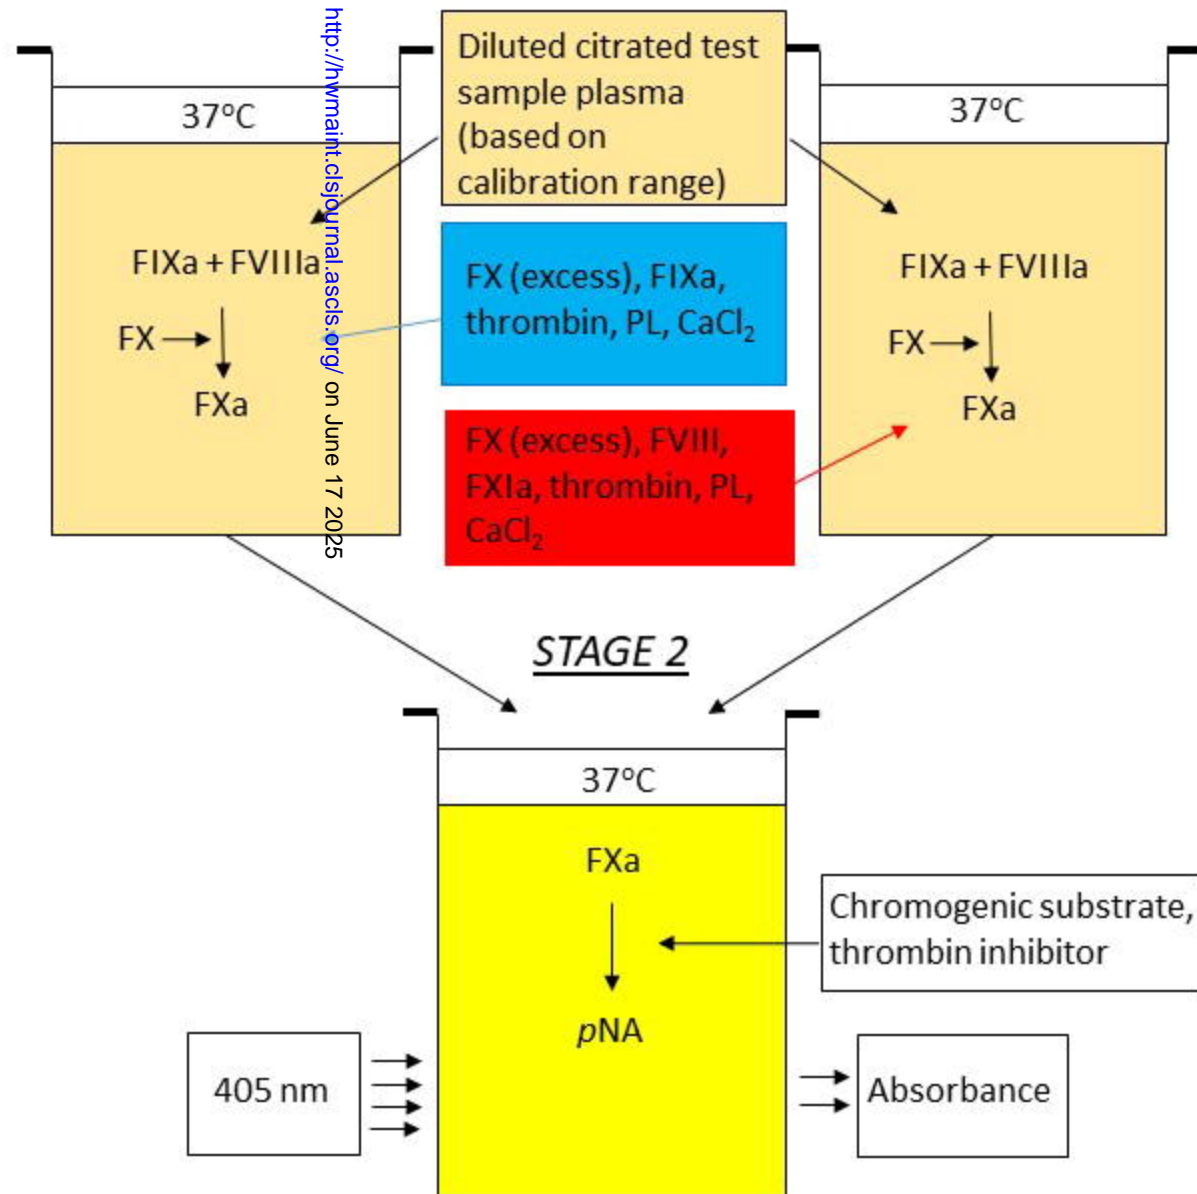 37°C
Diluted citrated test
sample plasma
(based on
calibration range)
37°C
FIXa + FVIIIa
FX
FXa
FX (excess), FIXa,
thrombin, PL, CaCl₂
FX (excess), FVIII,
FXIa, thrombin, PL,
CaCl₂
FIXa + FVIIIa
FX
FXa
http://hwmaint.clsjournal.ascls.org/ on June 17 2025
STAGE 2
37°C
FXa
pNA
Chromogenic substrate,
thrombin inhibitor
405 nm
Absorbance